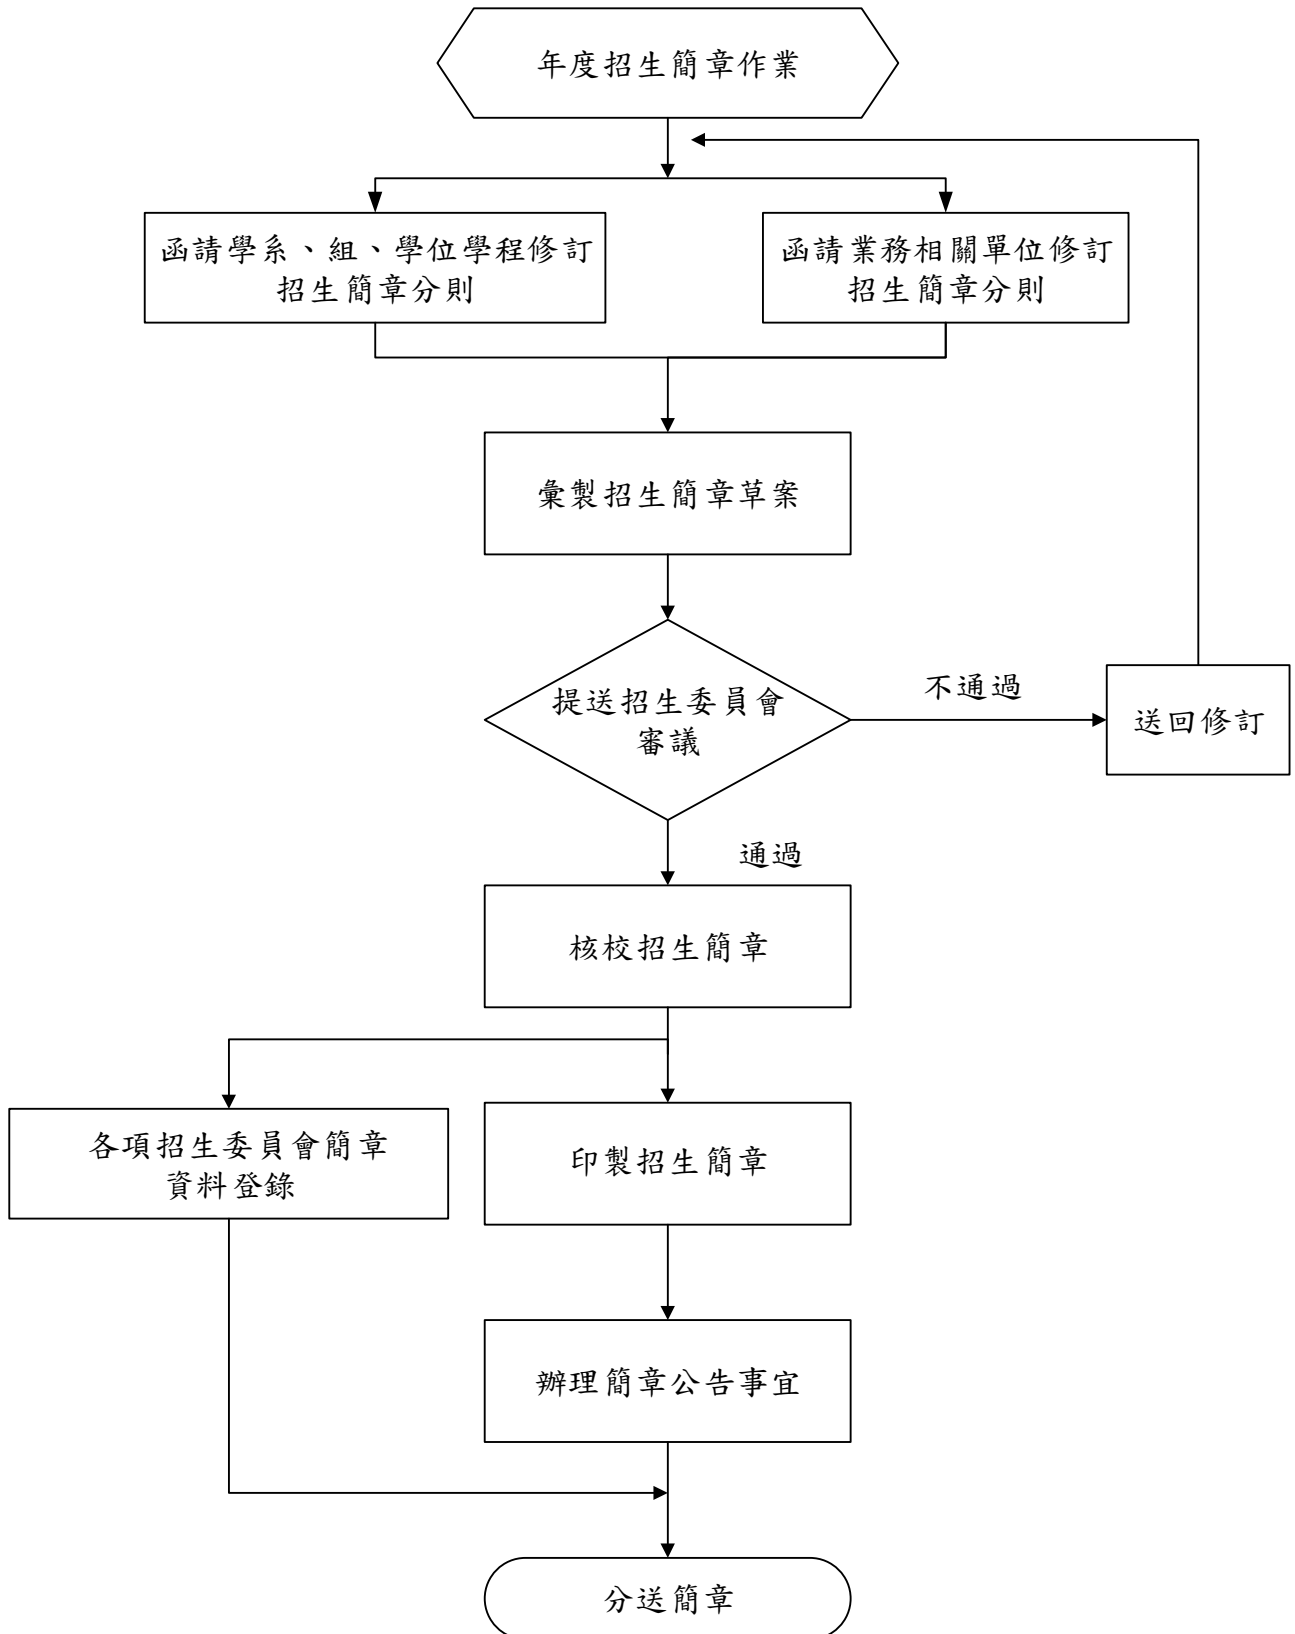 年度招生簡章作業
函請學系、組、學位學程修訂
招生簡章分則
函請業務相關單位修訂
招生簡章分則
彙製招生簡章草案
提送招生委員會
審議
不通過
送回修訂
通過
核校招生簡章
各項招生委員會簡章
資料登錄
印製招生簡章
辦理簡章公告事宜
分送簡章